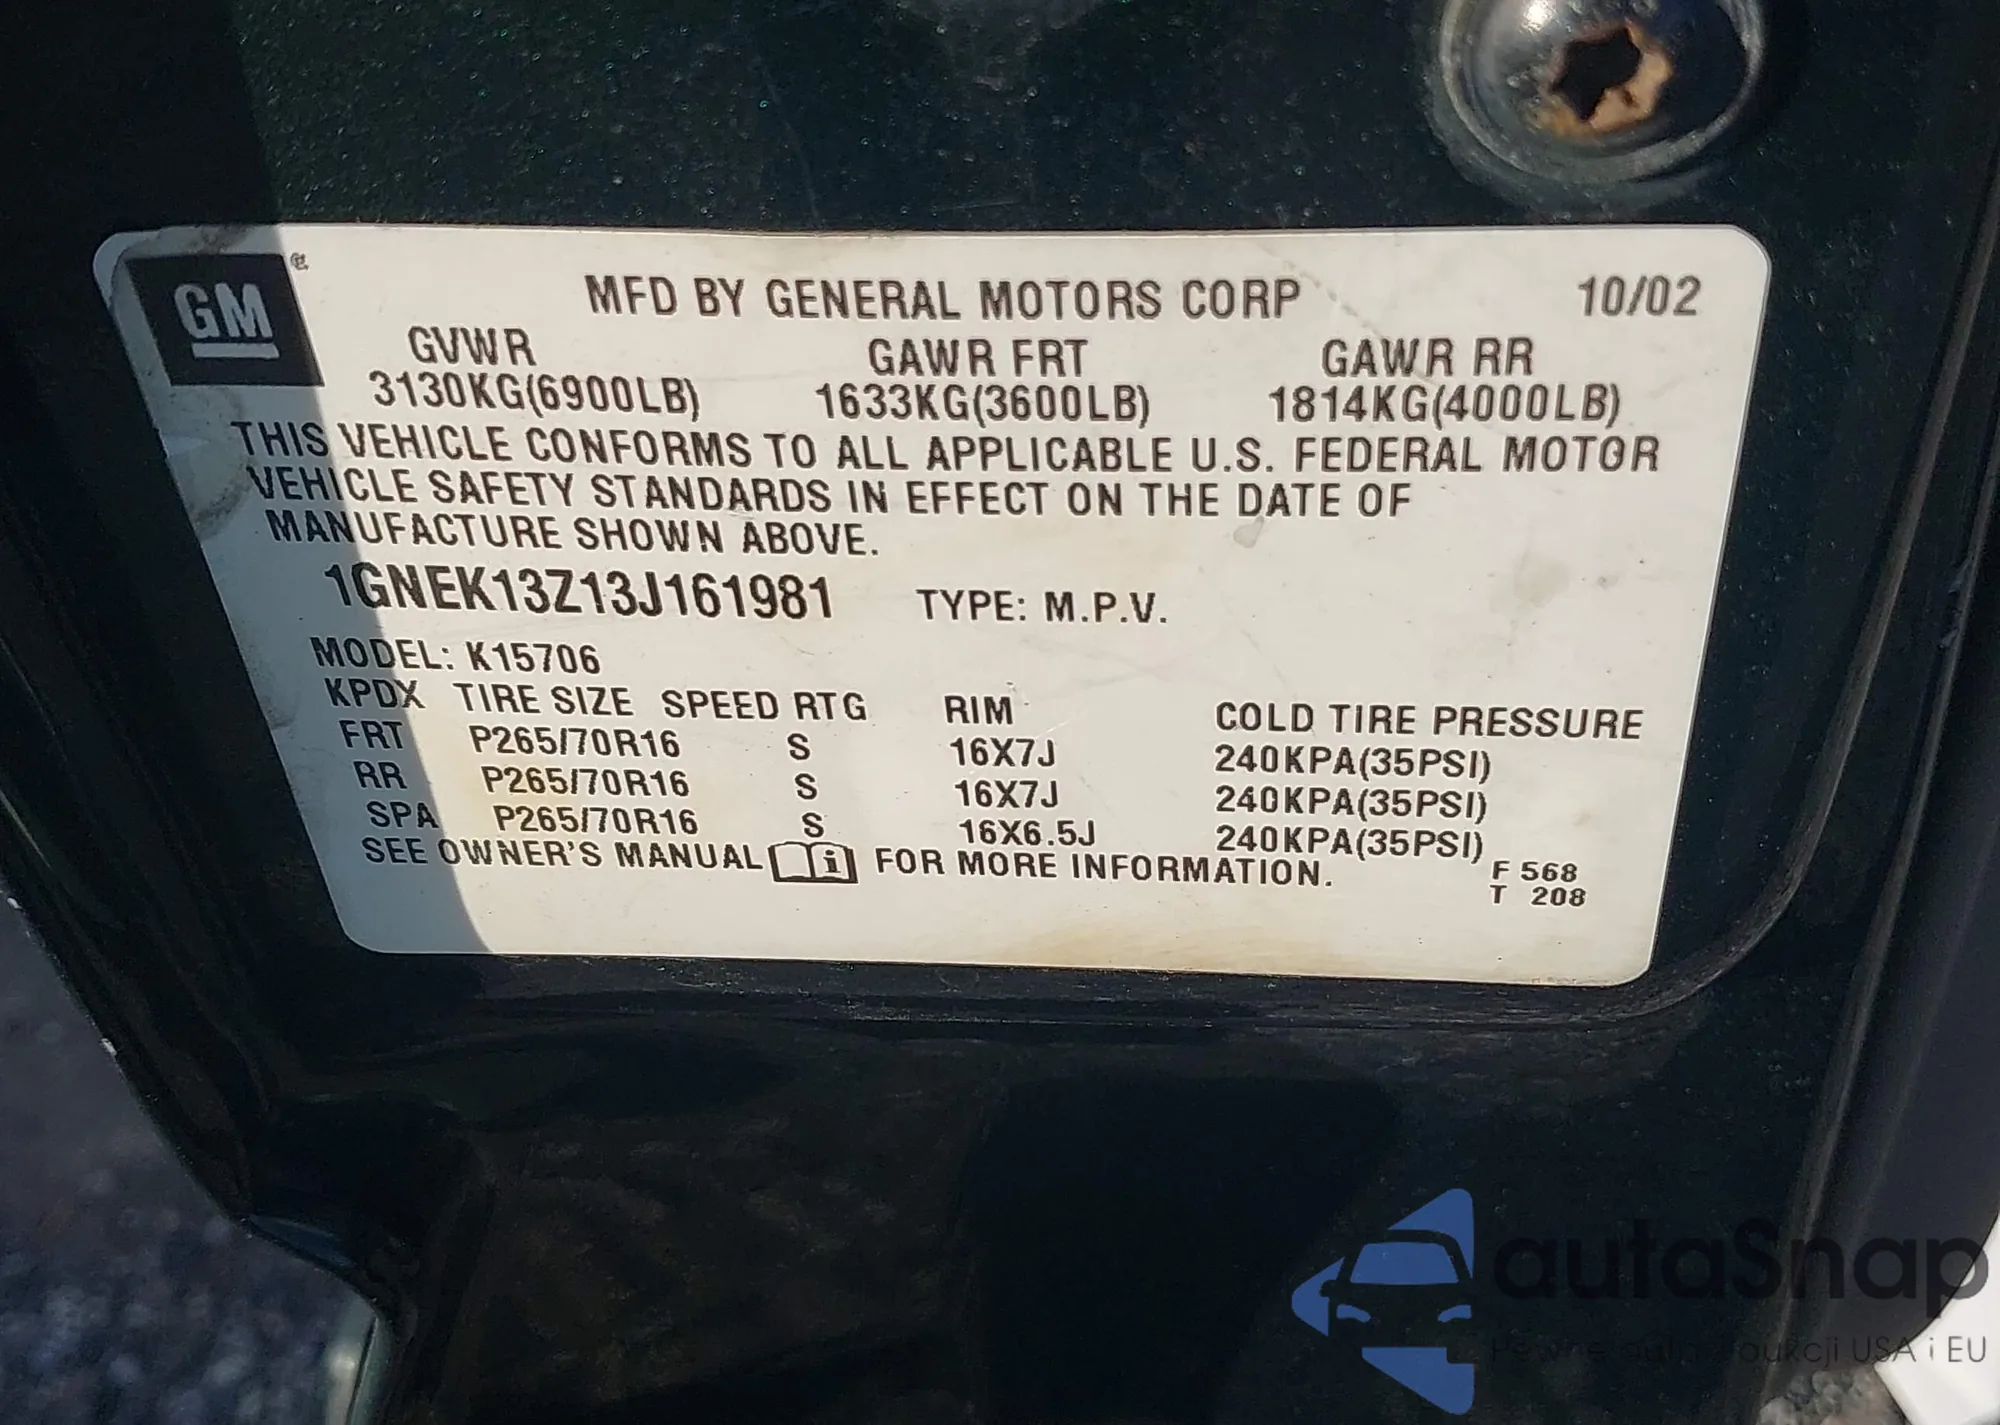 GM
MFD BY GENERAL MOTORS CORP 10/02
GVWR GAWR FRT GAWR RR
3130KG(6900LB) 1633KG(3600LB) 1814KG(4000LB)
THIS VEHICLE CONFORMS TO ALL APPLICABLE U.S. FEDERAL MOTOR
VEHICLE SAFETY STANDARDS IN EFFECT ON THE DATE OF
MANUFACTURE SHOWN ABOVE.
1GNEK13Z13J161981 TYPE: M.P.V.
MODEL: K15706
KPDX TIRE SIZE SPEED RTG RIM COLD TIRE PRESSURE
FRT P265/70R16 S 16X7J 240KPA(35PSI)
RR P265/70R16 S 16X7J 240KPA(35PSI)
SPA P265/70R16 S 16X6.5J 240KPA(35PSI)
SEE OWNER'S MANUAL i FOR MORE INFORMATION.
F 568
T 208
autaSnap
USA i EU